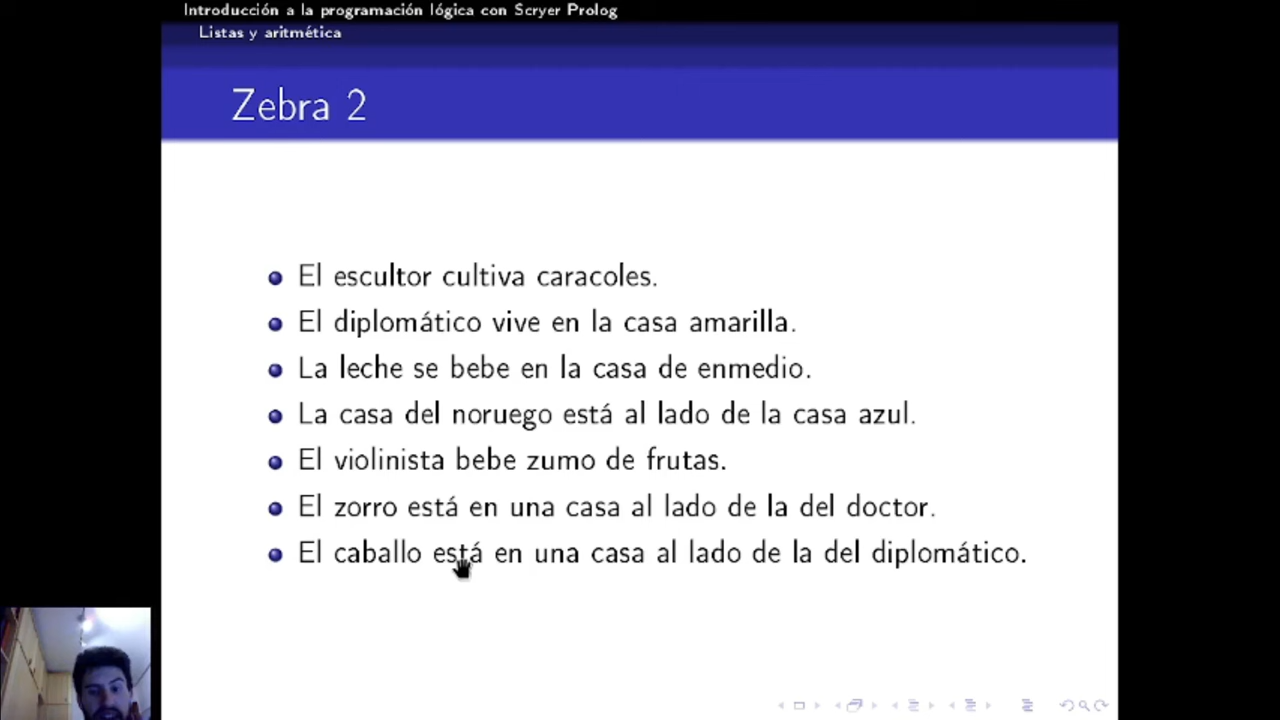 Introducción a la programación lógica con Scryer Prolog
Listas y aritmética
Zebra 2
El escultor cultiva caracoles.
El diplomático vive en la casa amarilla.
La leche se bebe en la casa de enmedio.
La casa del noruego está al lado de la casa azul.
El violinista bebe zumo de frutas.
El zorro está en una casa al lado de la del doctor.
El caballo está en una casa al lado de la del diplomático.